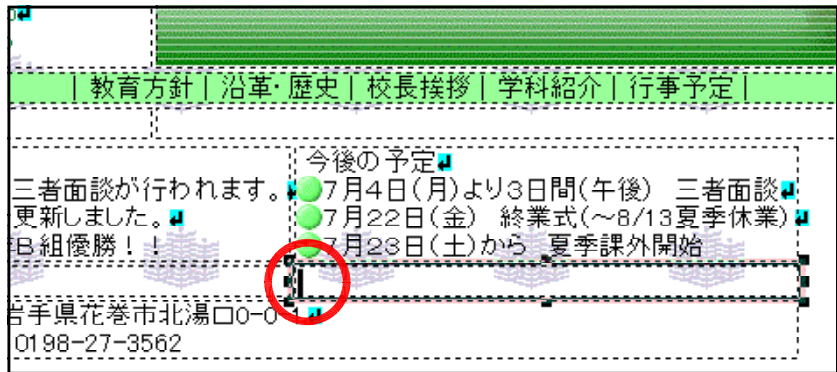 | 教育方針 | 沿革・歴史 | 校長挨拶 | 学科紹介 | 行事予定 |
今後の予定
三者面談が行われます。
7月4日(月)より3日間(午後) 三者面談
更新しました。
7月22日(金) 終業式(~8/13夏季休業)
B組優勝!!
7月23日(土)から 夏季課外開始
岩手県花巻市北湯口0-0-1
0198-27-3562